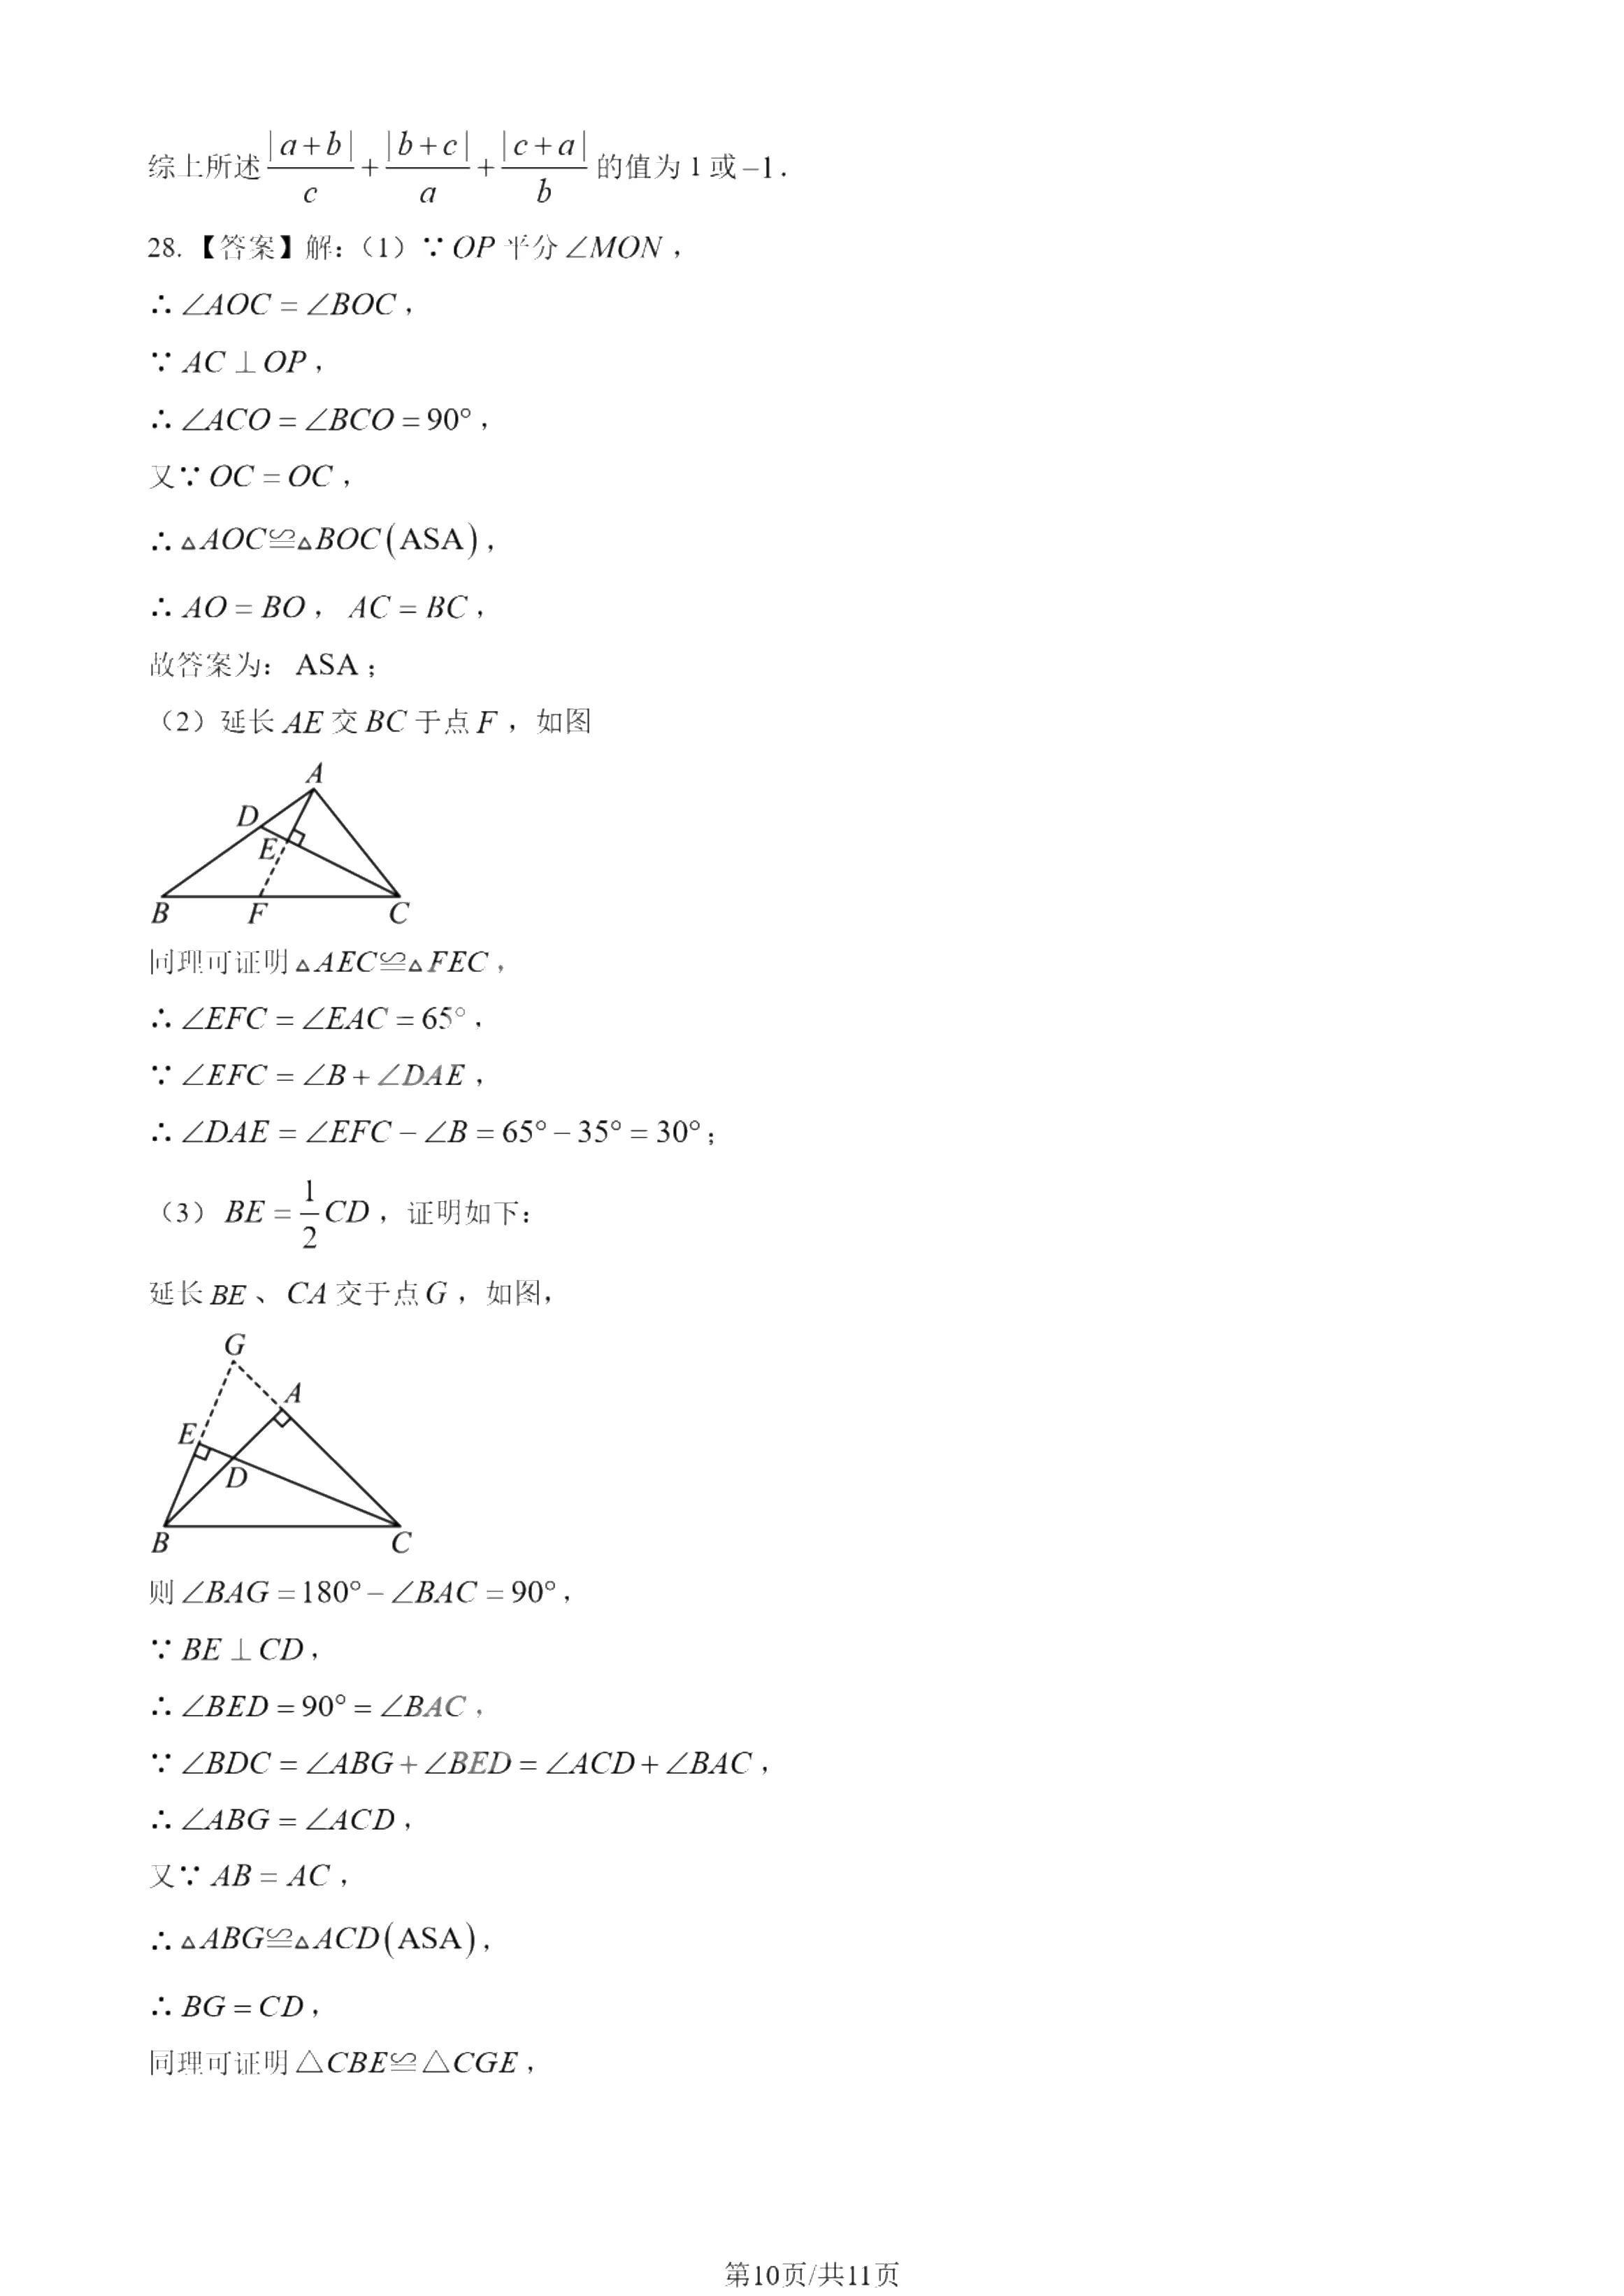 综上所述 |a+b|/c + |b+c|/a + |c+a|/b 的值为 1 或 −1．
28.【答案】解:（1）∵ OP 平分 ∠MON ，
∴ ∠AOC = ∠BOC ，
∵ AC ⊥ OP ，
∴ ∠ACO = ∠BCO = 90° ，
又∵ OC = OC ，
∴ △AOC≌△BOC(ASA)，
∴ AO = BO ， AC = BC ，
故答案为： ASA ；
（2）延长 AE 交 BC 于点 F ，如图
A
D
E
B F C
同理可证明 △AEC≌△FEC ，
∴ ∠EFC = ∠EAC = 65° ，
∵ ∠EFC = ∠B + ∠DAE ，
∴ ∠DAE = ∠EFC − ∠B = 65° − 35° = 30° ；
（3） BE = 1/2 CD ，证明如下：
延长 BE 、 CA 交于点 G ，如图，
G
A
E
D
B C
则 ∠BAG = 180° − ∠BAC = 90° ，
∵ BE ⊥ CD ，
∴ ∠BED = 90° = ∠BAC ，
∵ ∠BDC = ∠ABG + ∠BED = ∠ACD + ∠BAC ，
∴ ∠ABG = ∠ACD ，
又∵ AB = AC ，
∴ △ABG≌△ACD(ASA)，
∴ BG = CD ，
同理可证明 △CBE≌△CGE ，
第10页/共11页